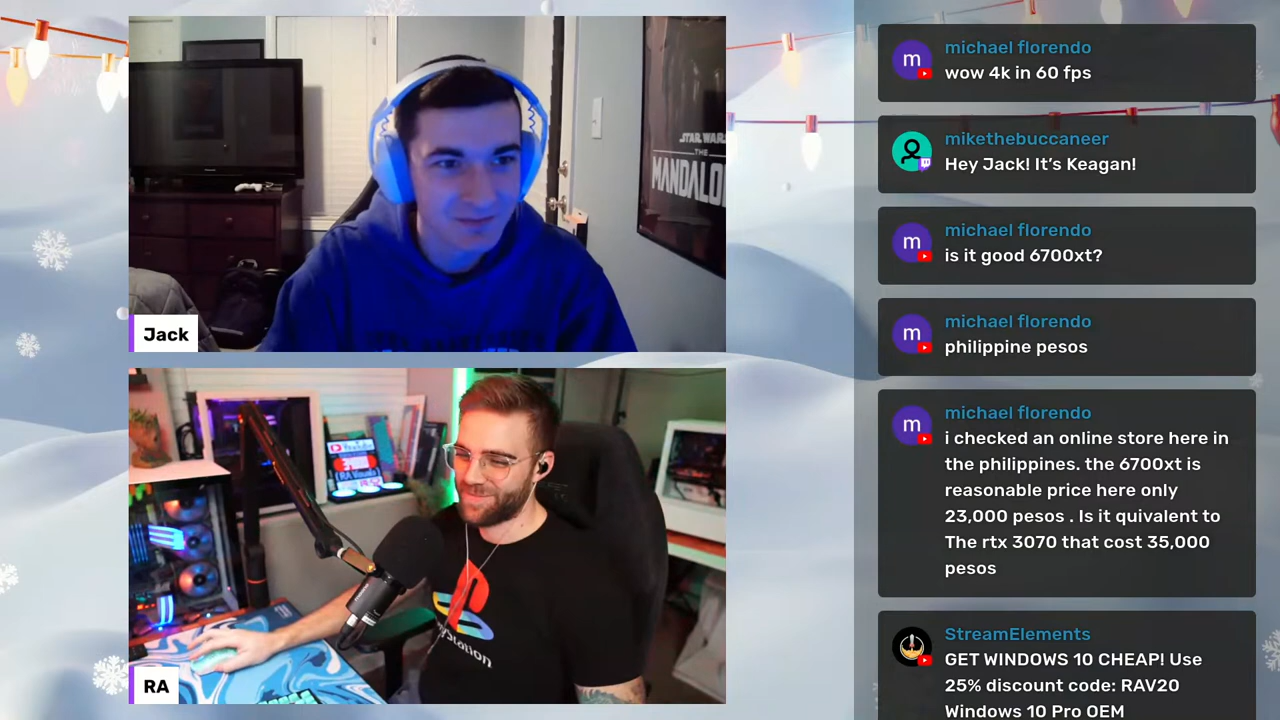 michael florendo
wow 4k in 60 fps
mikethebuccaneer
Hey Jack! It's Keagan!
michael florendo
is it good 6700xt?
michael florendo
philippine pesos
michael florendo
i checked an online store here in
the philippines. the 6700xt is
reasonable price here only
23,000 pesos . Is it quivalent to
The rtx 3070 that cost 35,000
pesos
StreamElements
GET WINDOWS 10 CHEAP! Use
25% discount code: RAV20
Windows 10 Pro OEM
STAR WARS
THE
Jack
RA